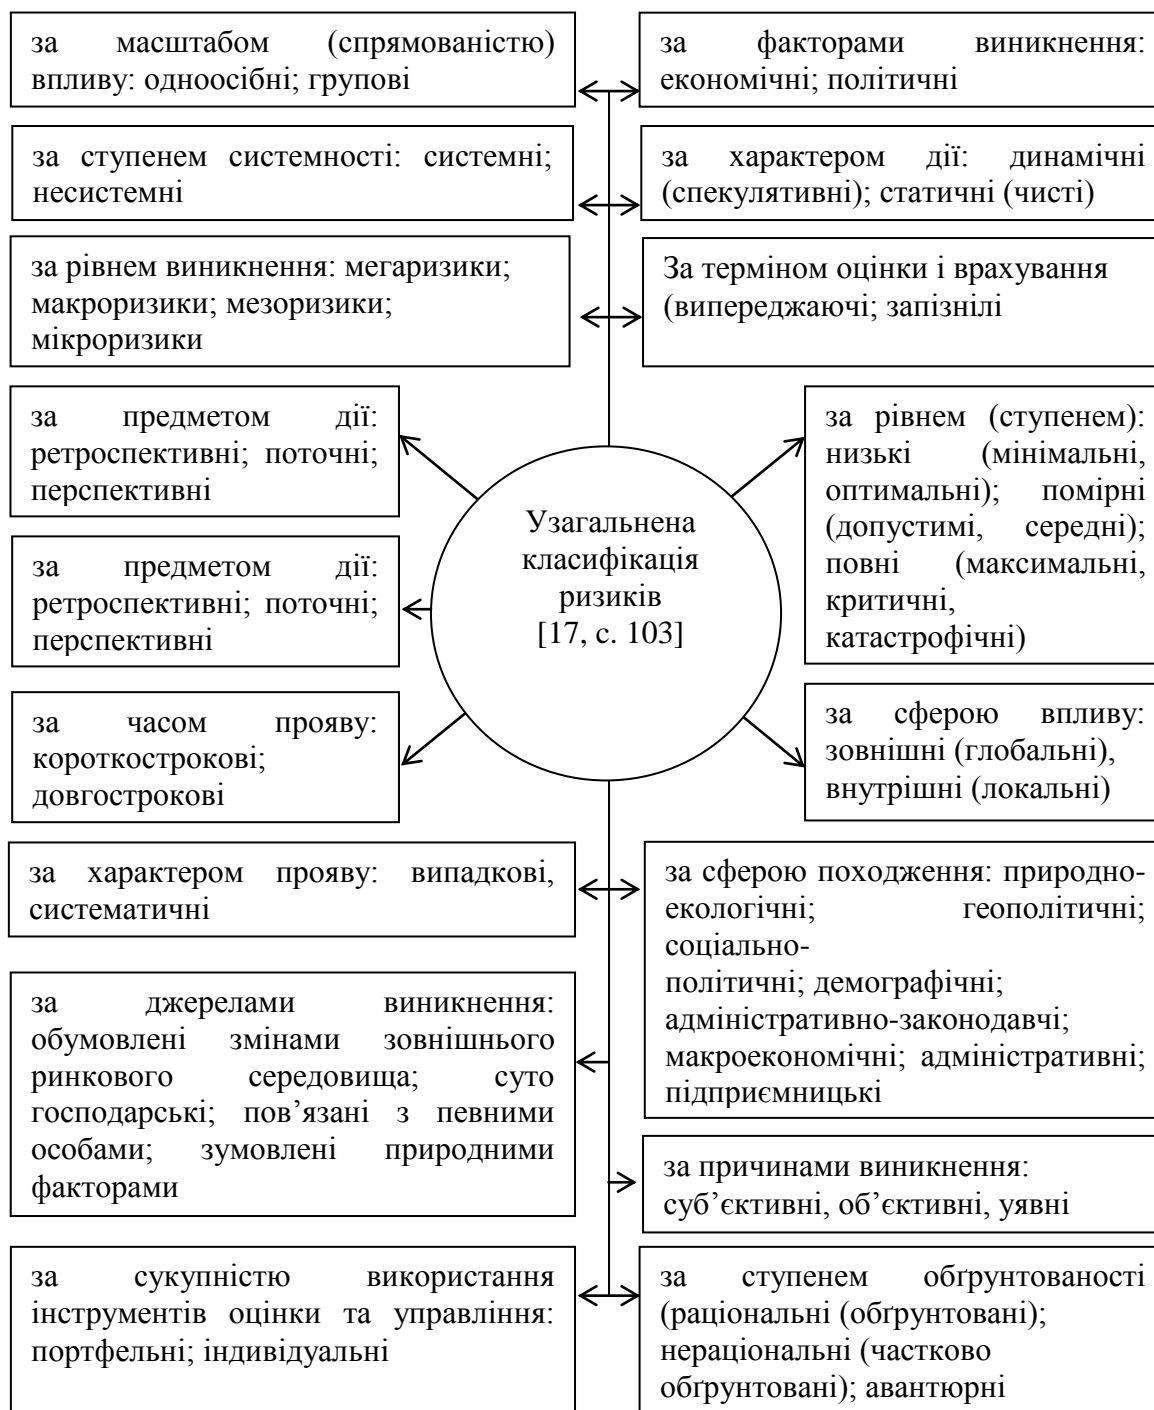 за масштабом (спрямованістю)
впливу: одноосібні; групові
за факторами виникнення:
економічні; політичні
за ступенем системності: системні;
несистемні
за характером дії: динамічні
(спекулятивні); статичні (чисті)
за рівнем виникнення: мегаризики;
макроризики; мезоризики;
мікроризики
За терміном оцінки і врахування
(випереджаючі; запізнілі
за предметом дії:
ретроспективні; поточні;
перспективні
за рівнем (ступенем):
низькі (мінімальні,
оптимальні); помірні
(допустимі, середні);
повні (максимальні,
критичні,
катастрофічні)
Узагальнена
класифікація
ризиків
[17, с. 103]
за предметом дії:
ретроспективні; поточні;
перспективні
за часом прояву:
короткострокові;
довгострокові
за сферою впливу:
зовнішні (глобальні),
внутрішні (локальні)
за характером прояву: випадкові,
систематичні
за сферою походження: природно-
екологічні; геополітичні;
соціально-
політичні; демографічні;
адміністративно-законодавчі;
макроекономічні; адміністративні;
підприємницькі
за джерелами виникнення:
обумовлені змінами зовнішнього
ринкового середовища; суто
господарські; пов’язані з певними
особами; зумовлені природними
факторами
за причинами виникнення:
суб’єктивні, об’єктивні, уявні
за сукупністю використання
інструментів оцінки та управління:
портфельні; індивідуальні
за ступенем обґрунтованості
(раціональні (обґрунтовані);
нераціональні (частково
обґрунтовані); авантюрні